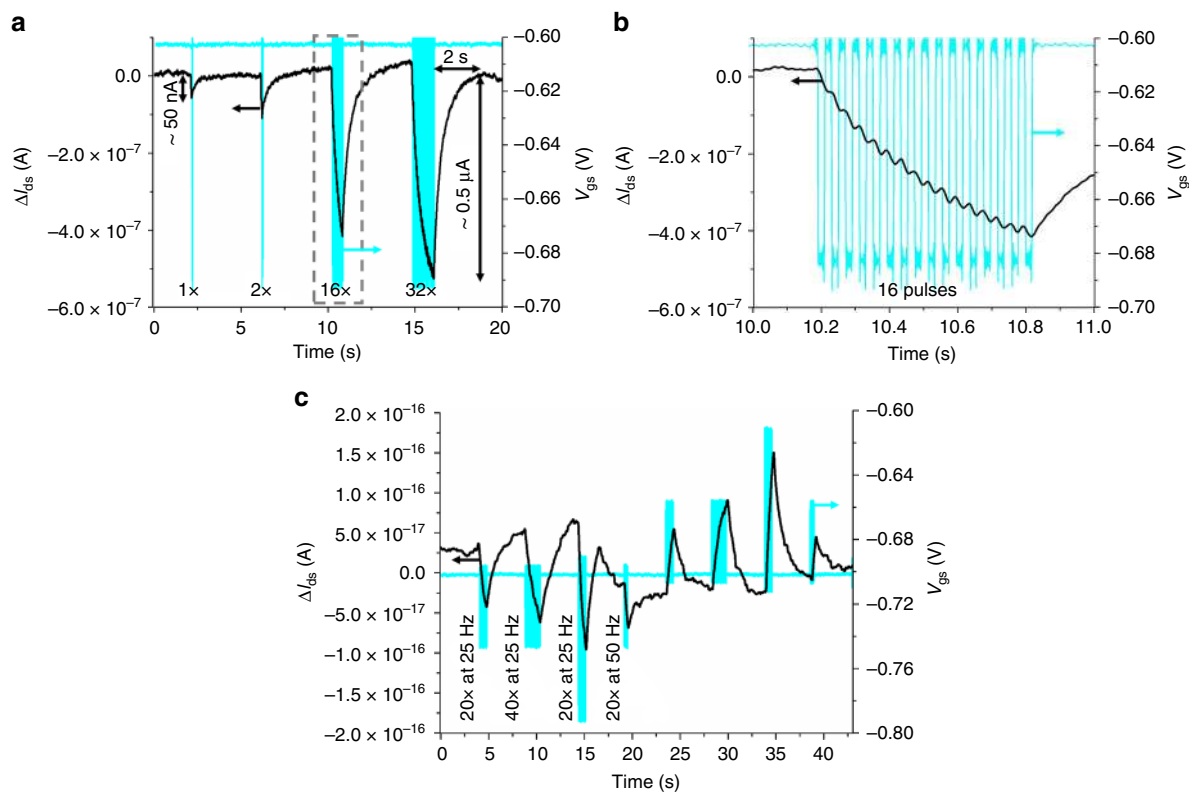 a
0.0
−2.0 × 10⁻⁷
−4.0 × 10⁻⁷
−6.0 × 10⁻⁷
ΔIds (A)
~ 50 nA
2 s
~ 0.5 µA
1×
2×
16×
32×
0
5
10
15
20
Time (s)
−0.60
−0.62
−0.64
−0.66
−0.68
−0.70
Vgs (V)
b
0.0
−2.0 × 10⁻⁷
−4.0 × 10⁻⁷
−6.0 × 10⁻⁷
ΔIds (A)
16 pulses
10.0
10.2
10.4
10.6
10.8
11.0
Time (s)
−0.60
−0.62
−0.64
−0.66
−0.68
−0.70
Vgs (V)
c
2.0 × 10⁻¹⁶
1.5 × 10⁻¹⁶
1.0 × 10⁻¹⁶
5.0 × 10⁻¹⁷
0.0
−5.0 × 10⁻¹⁷
−1.0 × 10⁻¹⁶
−1.5 × 10⁻¹⁶
−2.0 × 10⁻¹⁶
ΔIds (A)
20× at 25 Hz
40× at 25 Hz
20× at 25 Hz
20× at 50 Hz
0
5
10
15
20
25
30
35
40
Time (s)
−0.60
−0.64
−0.68
−0.72
−0.76
−0.80
Vgs (V)